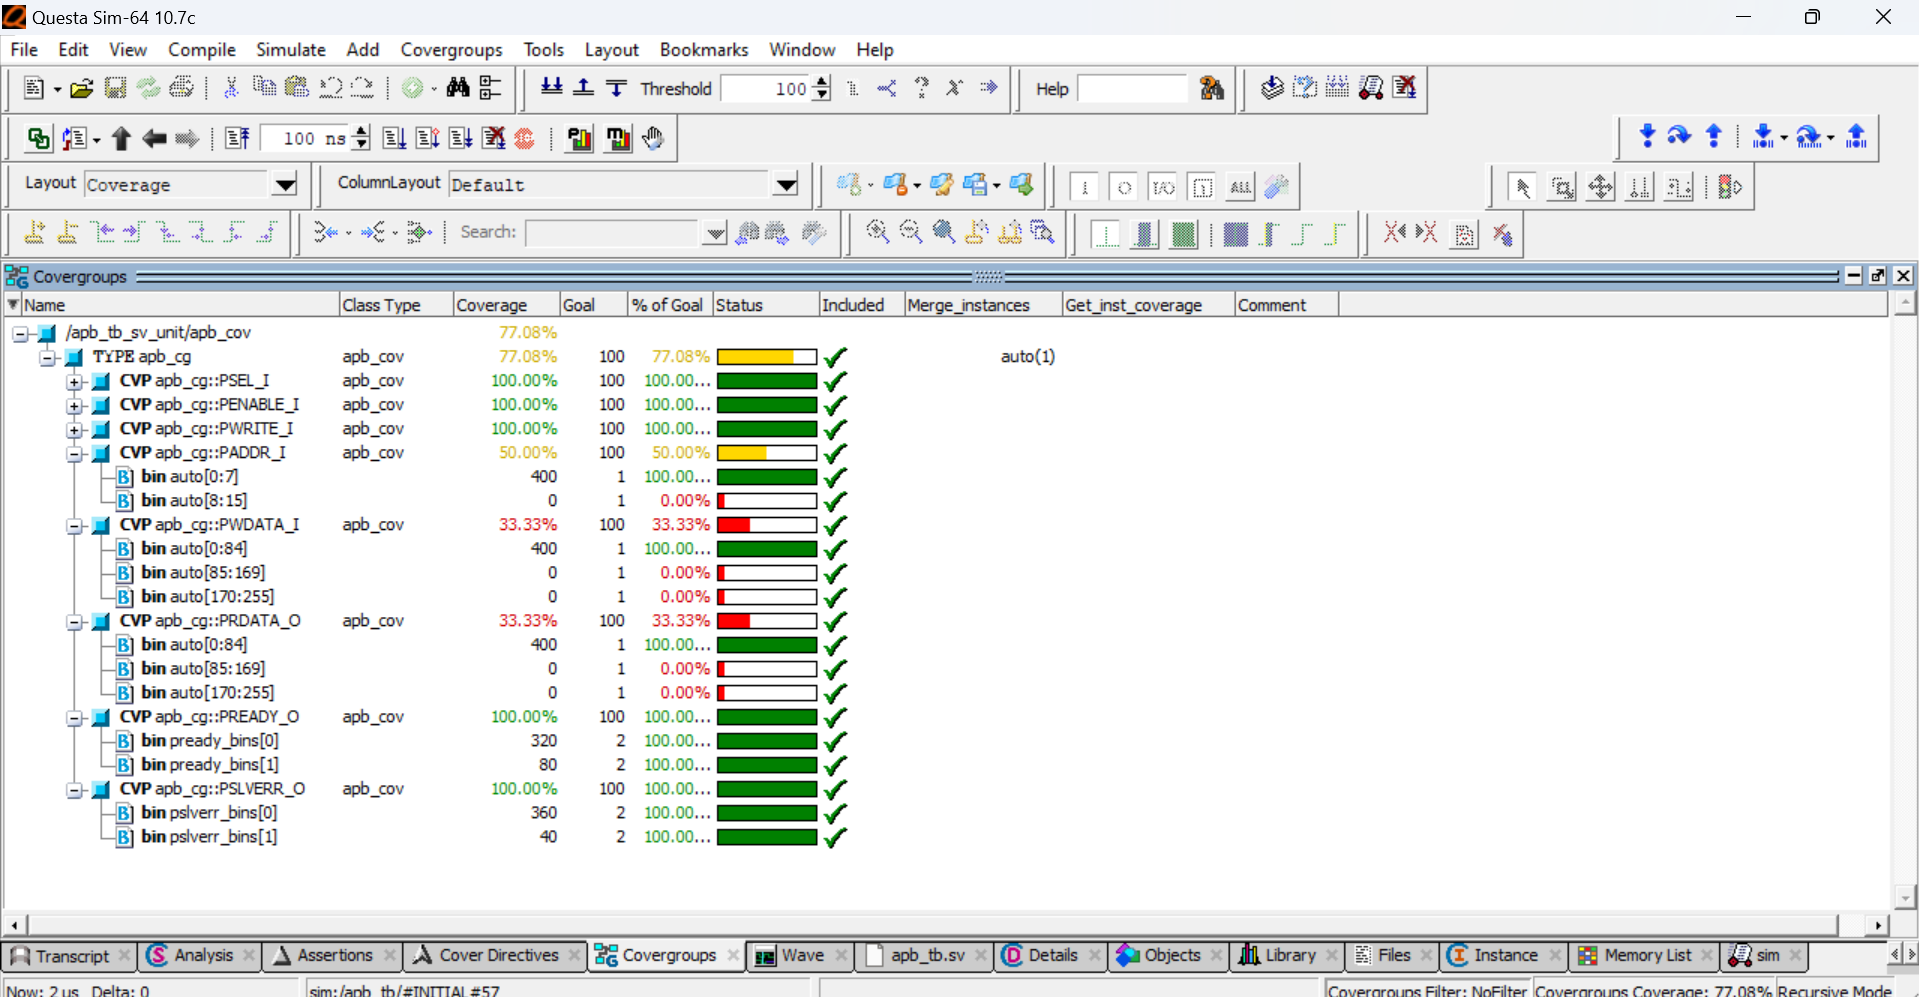 Questa Sim-64 10.7c
File Edit View Compile Simulate Add Covergroups Tools Layout Bookmarks Window Help
Threshold 100 Help
100 ns
Layout Coverage ColumnLayout Default ALL
Search:
Covergroups
Name Class Type Coverage Goal % of Goal Status Included Merge_instances Get_inst_coverage Comment
/apb_tb_sv_unit/apb_cov 77.08%
TYPE apb_cg apb_cov 77.08% 100 77.08% auto(1)
CVP apb_cg::PSEL_I apb_cov 100.00% 100 100.00...
CVP apb_cg::PENABLE_I apb_cov 100.00% 100 100.00...
CVP apb_cg::PWRITE_I apb_cov 100.00% 100 100.00...
CVP apb_cg::PADDR_I apb_cov 50.00% 100 50.00%
B bin auto[0:7] 400 1 100.00...
B bin auto[8:15] 0 1 0.00%
CVP apb_cg::PWDATA_I apb_cov 33.33% 100 33.33%
B bin auto[0:84] 400 1 100.00...
B bin auto[85:169] 0 1 0.00%
B bin auto[170:255] 0 1 0.00%
CVP apb_cg::PRDATA_O apb_cov 33.33% 100 33.33%
B bin auto[0:84] 400 1 100.00...
B bin auto[85:169] 0 1 0.00%
B bin auto[170:255] 0 1 0.00%
CVP apb_cg::PREADY_O apb_cov 100.00% 100 100.00...
B bin pready_bins[0] 320 2 100.00...
B bin pready_bins[1] 80 2 100.00...
CVP apb_cg::PSLVERR_O apb_cov 100.00% 100 100.00...
B bin pslverr_bins[0] 360 2 100.00...
B bin pslverr_bins[1] 40 2 100.00...
Transcript Analysis Assertions Cover Directives Covergroups Wave apb_tb.sv Details Objects Library Files Instance Memory List sim
Now: 2 us Delta: 0 sim:/apb_tb/#INITIAL#57 Covergroups Filter: NoFilter Covergroups Coverage: 77.08% Recursive Mode